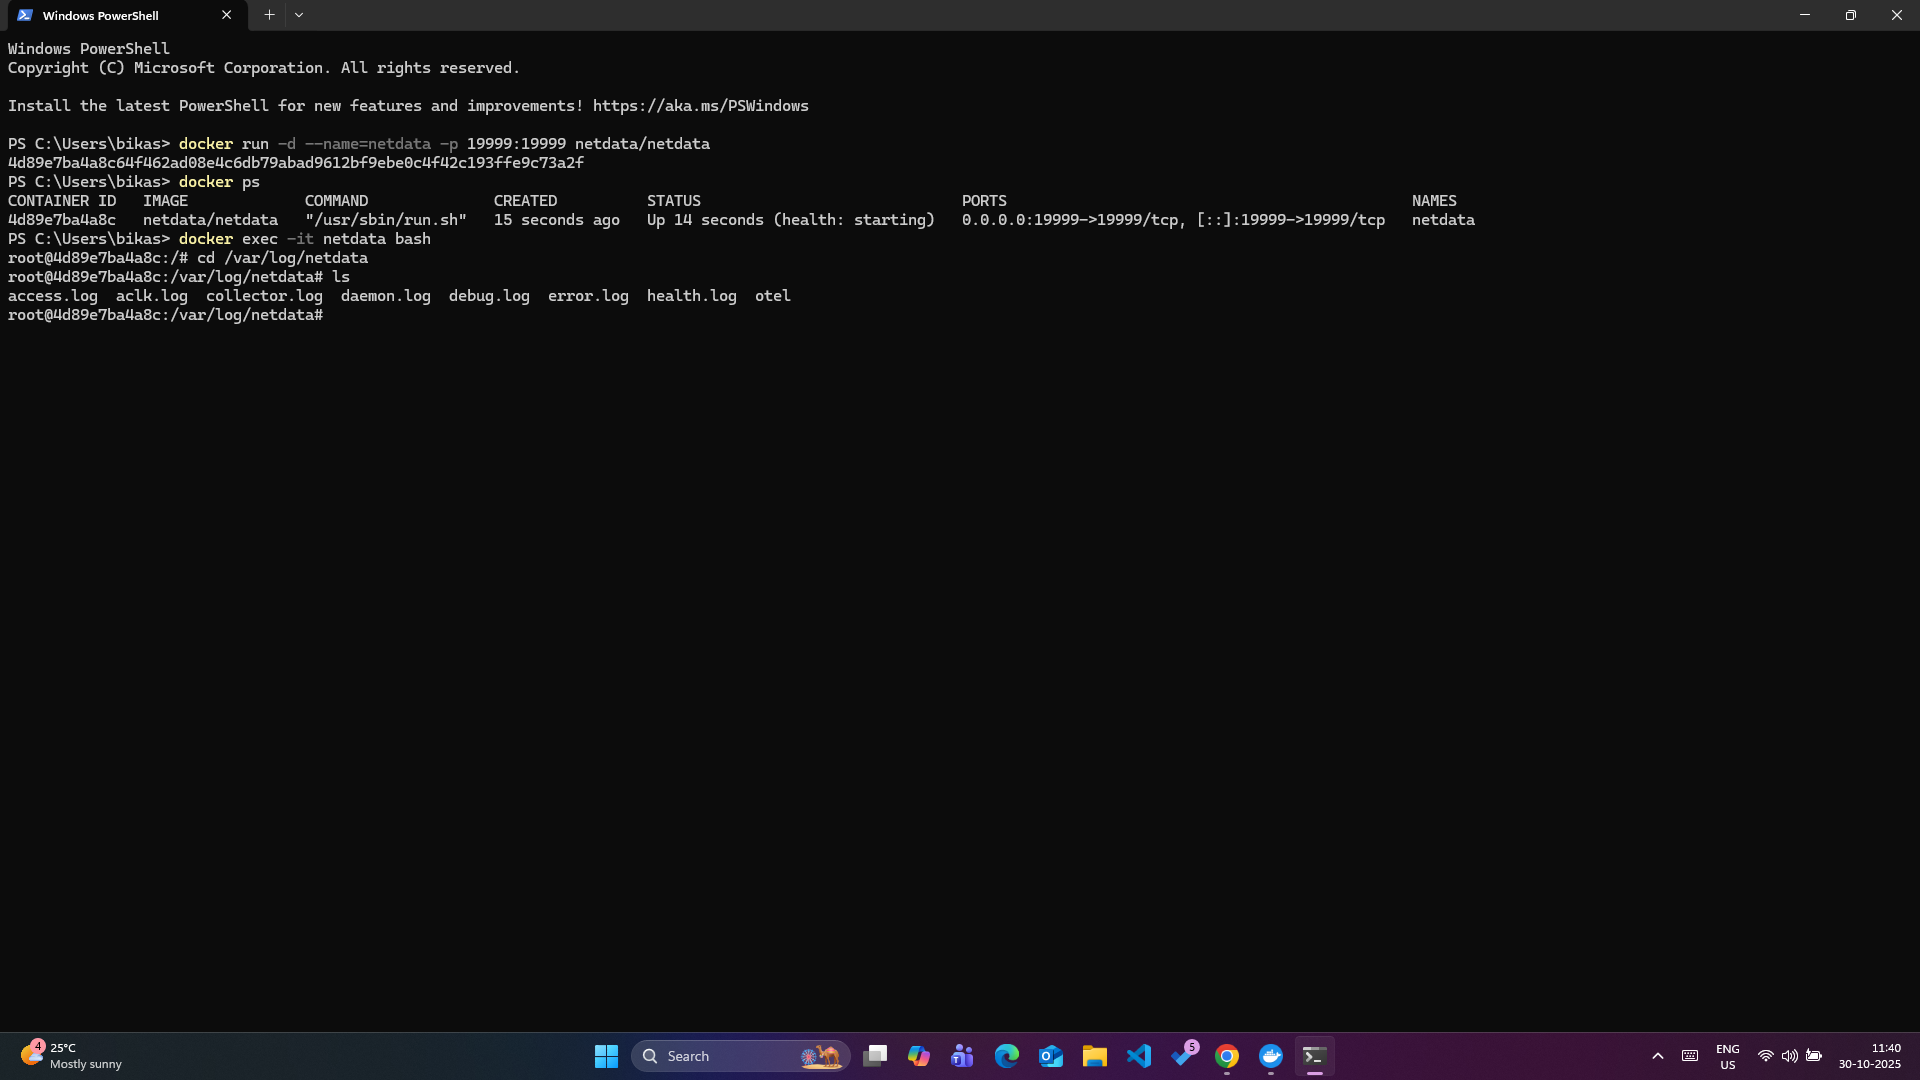 Windows PowerShell
Windows PowerShell
Copyright (C) Microsoft Corporation. All rights reserved.
Install the latest PowerShell for new features and improvements! https://aka.ms/PSWindows
PS C:\Users\bikas> docker run -d --name=netdata -p 19999:19999 netdata/netdata
4d89e7ba4a8c64f462ad08e4c6db79abad9612bf9ebe0c4f42c193ffe9c73a2f
PS C:\Users\bikas> docker ps
CONTAINER ID   IMAGE             COMMAND              CREATED          STATUS                             PORTS                                             NAMES
4d89e7ba4a8c   netdata/netdata   "/usr/sbin/run.sh"   15 seconds ago   Up 14 seconds (health: starting)   0.0.0.0:19999->19999/tcp, [::]:19999->19999/tcp   netdata
PS C:\Users\bikas> docker exec -it netdata bash
root@4d89e7ba4a8c:/# cd /var/log/netdata
root@4d89e7ba4a8c:/var/log/netdata# ls
access.log  aclk.log  collector.log  daemon.log  debug.log  error.log  health.log  otel
root@4d89e7ba4a8c:/var/log/netdata#
4
25°C
Mostly sunny
Search
5
ENG
US
11:40
30-10-2025